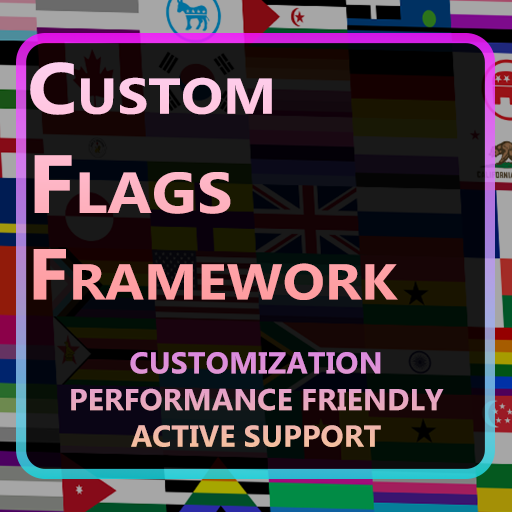 Custom
Flags
Framework
CUSTOMIZATION
PERFORMANCE FRIENDLY
ACTIVE SUPPORT